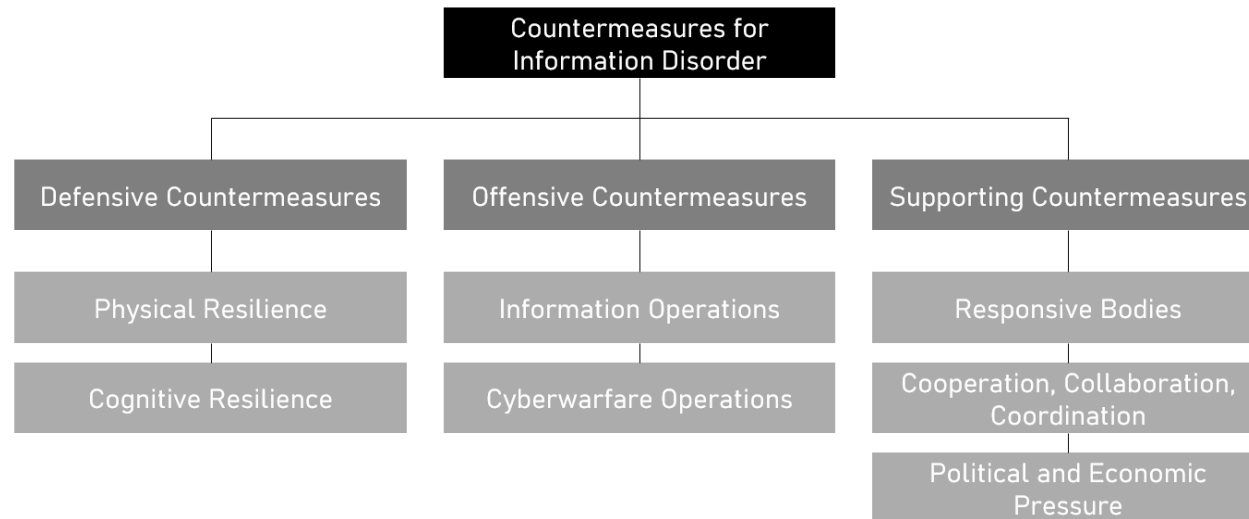 Countermeasures for
Information Disorder
Defensive Countermeasures
Offensive Countermeasures
Supporting Countermeasures
Physical Resilience
Information Operations
Responsive Bodies
Cognitive Resilience
Cyberwarfare Operations
Cooperation, Collaboration,
Coordination
Political and Economic
Pressure